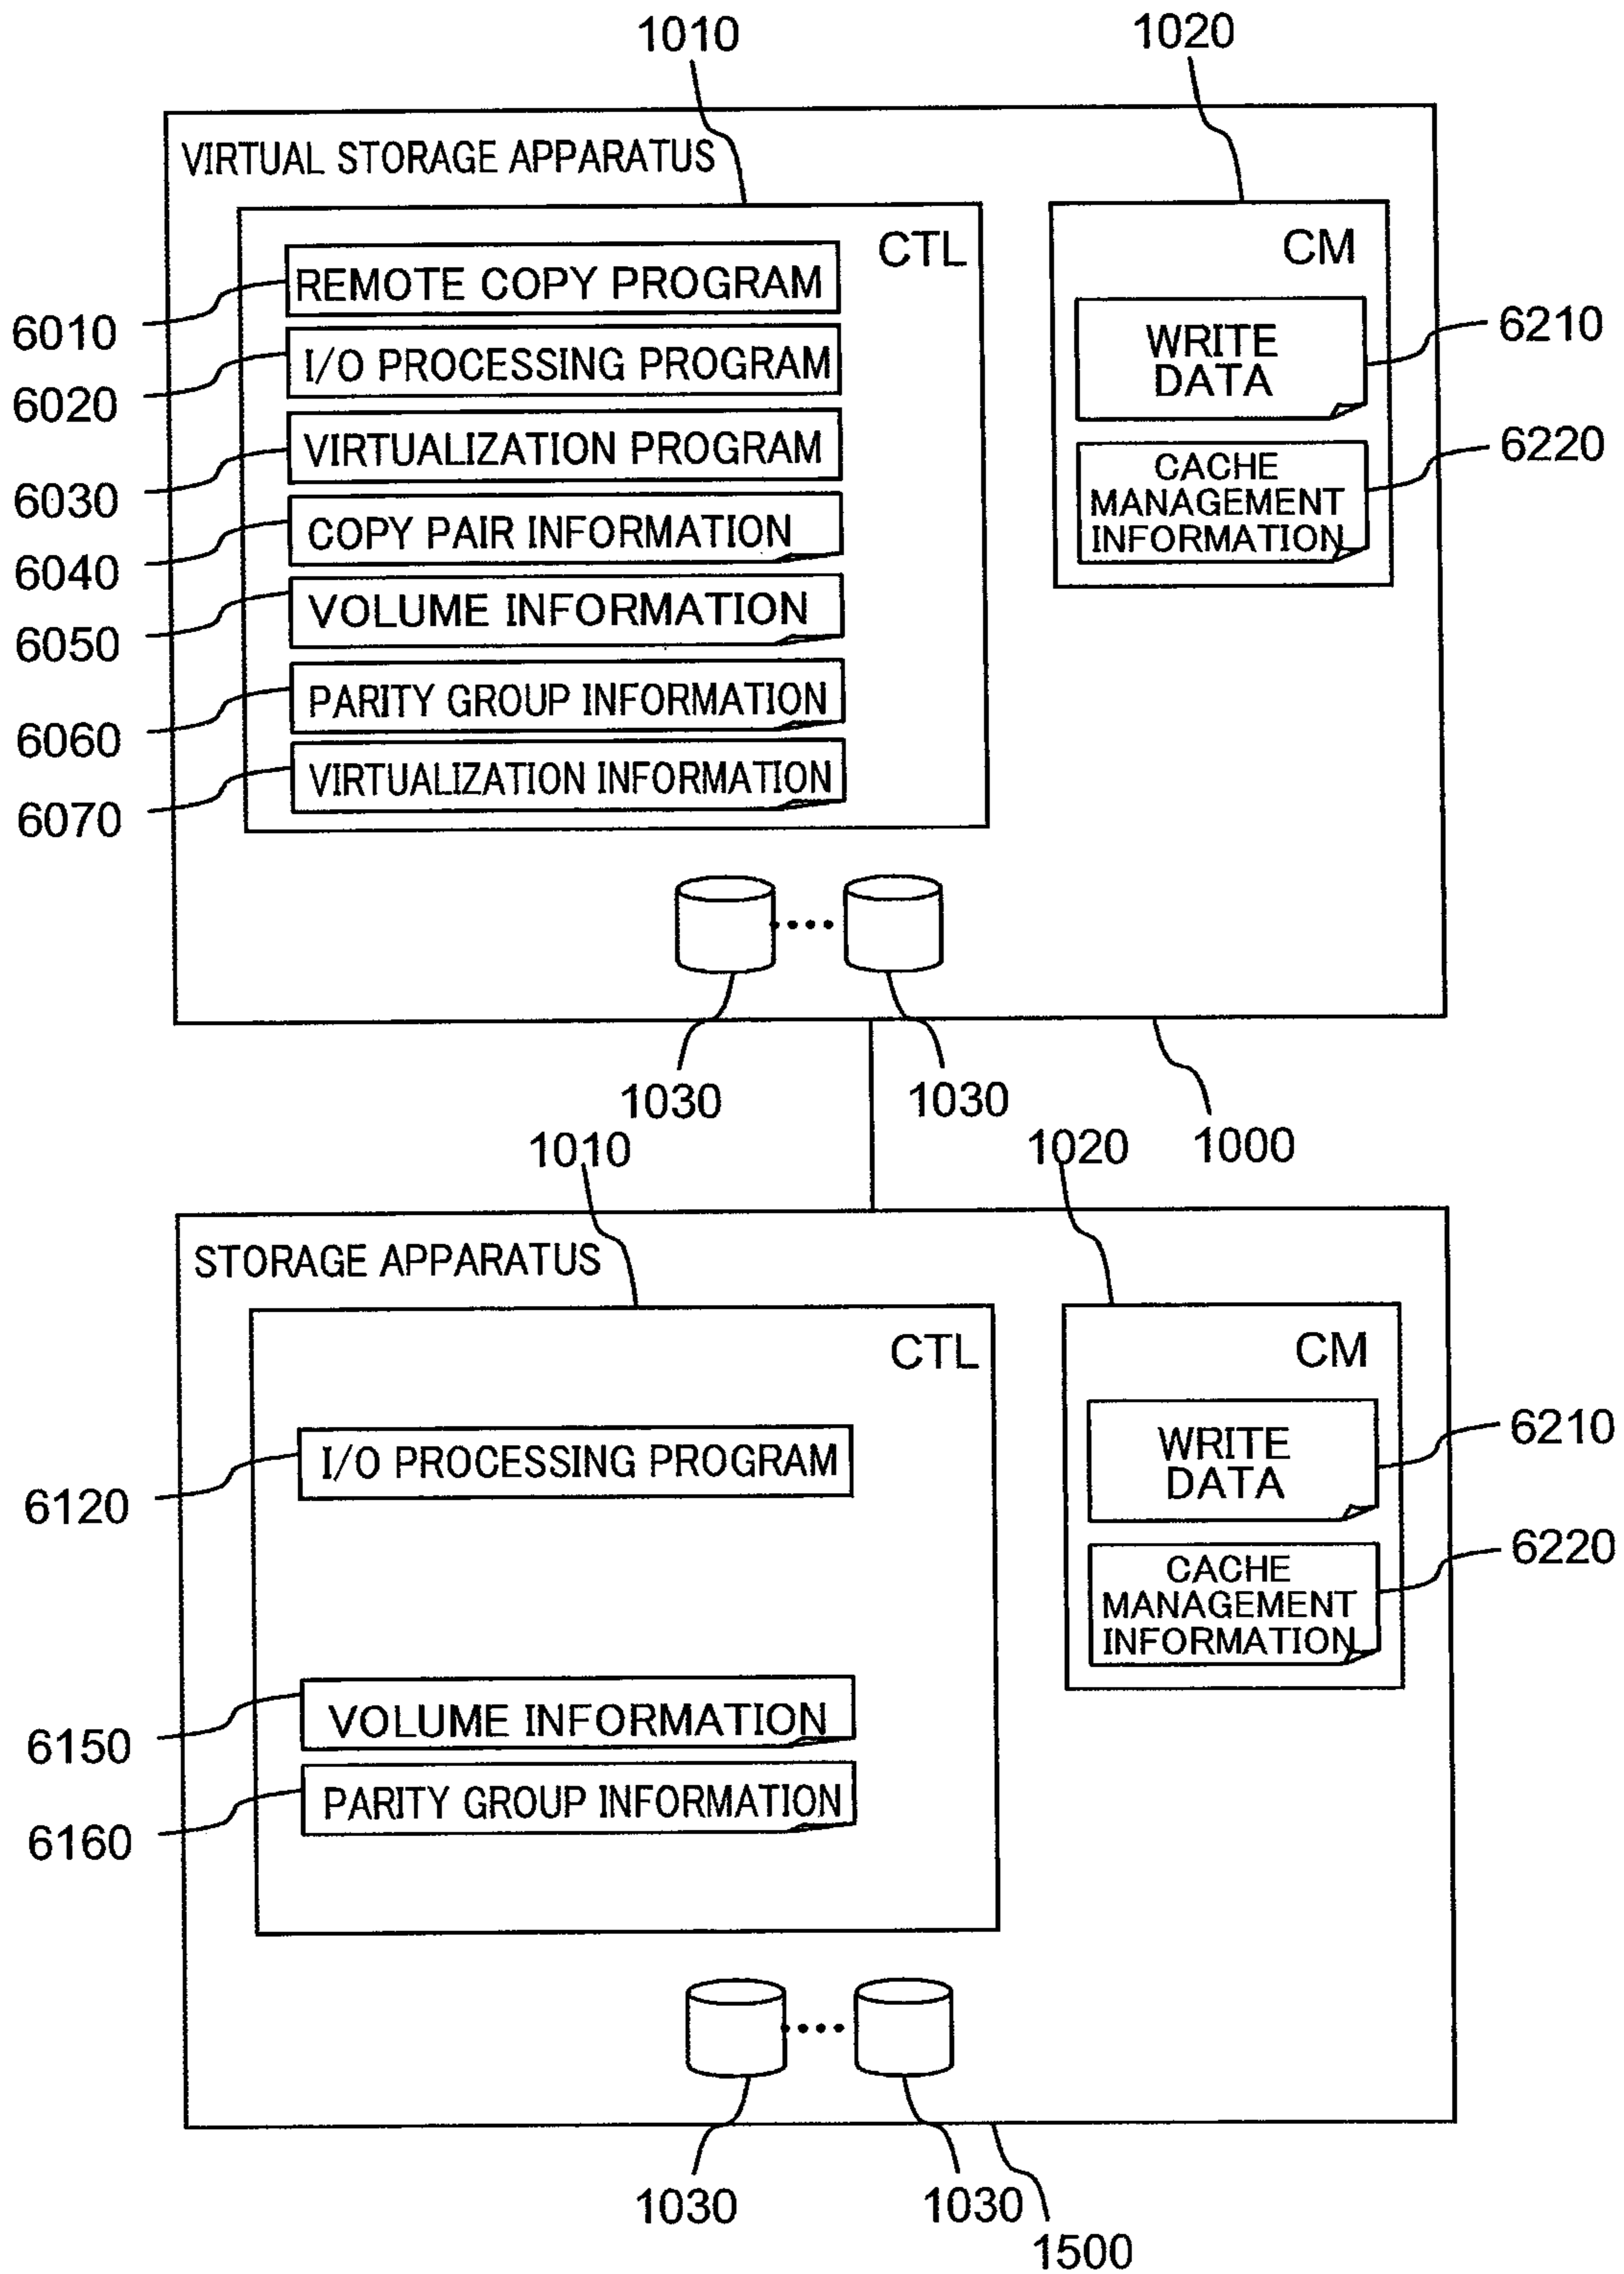 1010
1020
VIRTUAL STORAGE APPARATUS
CTL
CM
REMOTE COPY PROGRAM
6010
I/O PROCESSING PROGRAM
6020
VIRTUALIZATION PROGRAM
6030
COPY PAIR INFORMATION
6040
VOLUME INFORMATION
6050
PARITY GROUP INFORMATION
6060
VIRTUALIZATION INFORMATION
6070
WRITE
DATA
6210
CACHE
MANAGEMENT
INFORMATION
6220
1030
1030
1000
1010
1020
STORAGE APPARATUS
CTL
CM
I/O PROCESSING PROGRAM
6120
VOLUME INFORMATION
6150
PARITY GROUP INFORMATION
6160
WRITE
DATA
6210
CACHE
MANAGEMENT
INFORMATION
6220
1030
1030
1500